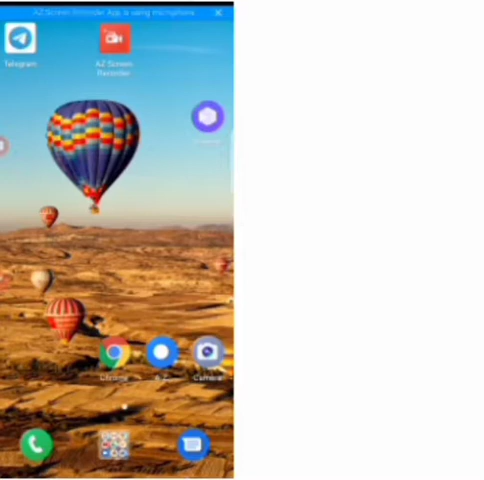 AZ Screen Recorder App is using microphone
Telegram
AZ Screen
Recorder
Chrome
Camera